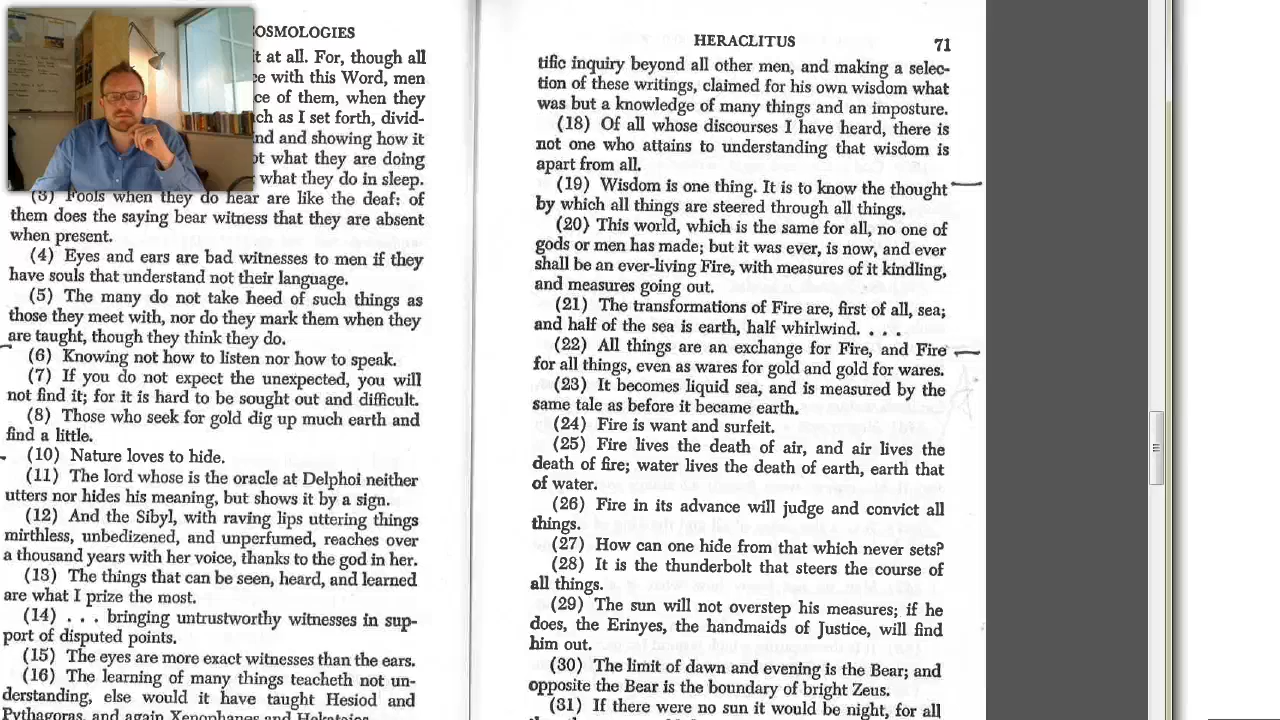 OSMOLOGIES
t at all. For, though all
e with this Word, men
ce of them, when they
ch as I set forth, divid-
nd and showing how it
t what they are doing
what they do in sleep.
(3) Fools when they do hear are like the deaf: of
them does the saying bear witness that they are absent
when present.
(4) Eyes and ears are bad witnesses to men if they
have souls that understand not their language.
(5) The many do not take heed of such things as
those they meet with, nor do they mark them when they
are taught, though they think they do.
(6) Knowing not how to listen nor how to speak.
(7) If you do not expect the unexpected, you will
not find it; for it is hard to be sought out and difficult.
(8) Those who seek for gold dig up much earth and
find a little.
(10) Nature loves to hide.
(11) The lord whose is the oracle at Delphoi neither
utters nor hides his meaning, but shows it by a sign.
(12) And the Sibyl, with raving lips uttering things
mirthless, unbedizened, and unperfumed, reaches over
a thousand years with her voice, thanks to the god in her.
(13) The things that can be seen, heard, and learned
are what I prize the most.
(14) . . . bringing untrustworthy witnesses in sup-
port of disputed points.
(15) The eyes are more exact witnesses than the ears.
(16) The learning of many things teacheth not un-
derstanding, else would it have taught Hesiod and
Pythagoras, and again Xenophanes and Hekataios.
HERACLITUS 71
tific inquiry beyond all other men, and making a selec-
tion of these writings, claimed for his own wisdom what
was but a knowledge of many things and an imposture.
(18) Of all whose discourses I have heard, there is
not one who attains to understanding that wisdom is
apart from all.
(19) Wisdom is one thing. It is to know the thought
by which all things are steered through all things.
(20) This world, which is the same for all, no one of
gods or men has made; but it was ever, is now, and ever
shall be an ever-living Fire, with measures of it kindling,
and measures going out.
(21) The transformations of Fire are, first of all, sea;
and half of the sea is earth, half whirlwind. . . .
(22) All things are an exchange for Fire, and Fire
for all things, even as wares for gold and gold for wares.
(23) It becomes liquid sea, and is measured by the
same tale as before it became earth.
(24) Fire is want and surfeit.
(25) Fire lives the death of air, and air lives the
death of fire; water lives the death of earth, earth that
of water.
(26) Fire in its advance will judge and convict all
things.
(27) How can one hide from that which never sets?
(28) It is the thunderbolt that steers the course of
all things.
(29) The sun will not overstep his measures; if he
does, the Erinyes, the handmaids of Justice, will find
him out.
(30) The limit of dawn and evening is the Bear; and
opposite the Bear is the boundary of bright Zeus.
(31) If there were no sun it would be night, for all